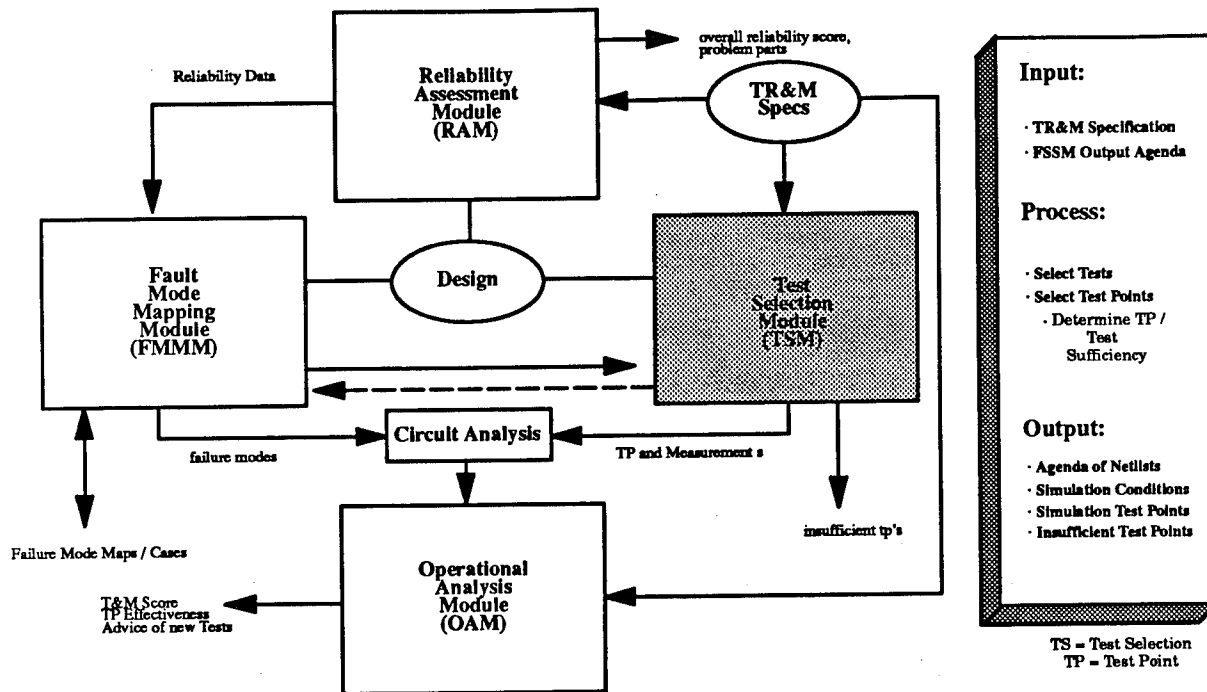 overall reliability score,
problem parts
Reliability Data
Reliability
Assessment
Module
(RAM)
TR&M
Specs
Fault
Mode
Mapping
Module
(FMMM)
Design
Test
Selection
Module
(TSM)
Circuit Analysis
failure modes
TP and Measurement s
insufficient tp's
Failure Mode Maps / Cases
Operational
Analysis
Module
(OAM)
T&M Score
TP Effectiveness
Advice of new Tests
Input:
· TR&M Specification
· FSSM Output Agenda
Process:
· Select Tests
· Select Test Points
· Determine TP /
Test
Sufficiency
Output:
· Agenda of Netlists
· Simulation Conditions
· Simulation Test Points
· Insufficient Test Points
TS = Test Selection
TP = Test Point